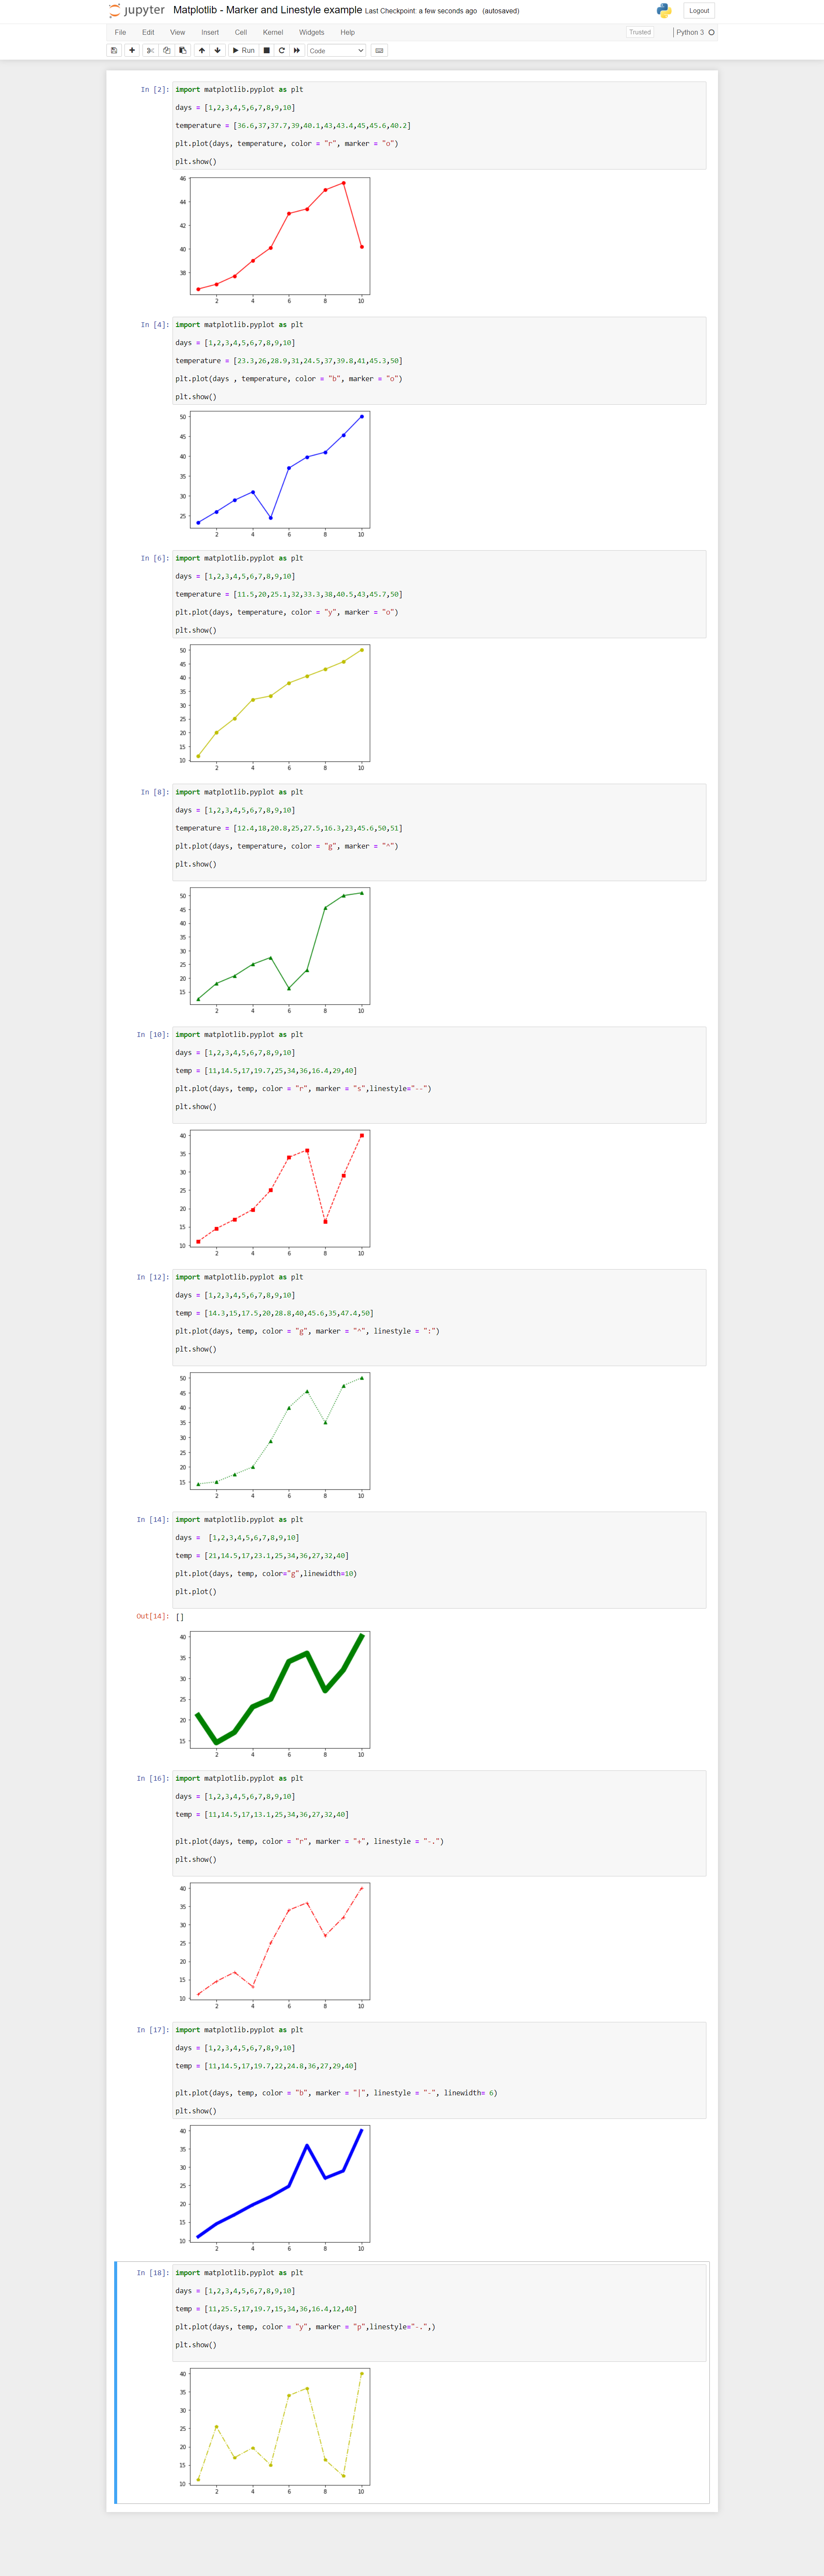 jupyter Matplotlib - Marker and Linestyle example Last Checkpoint: a few seconds ago (autosaved) Logout
File Edit View Insert Cell Kernel Widgets Help Trusted Python 3
Run Code
In [2]: import matplotlib.pyplot as plt
days = [1,2,3,4,5,6,7,8,9,10]
temperature = [36.6,37,37.7,39,40.1,43,43.4,45,45.6,40.2]
plt.plot(days, temperature, color = "r", marker = "o")
plt.show()
46
44
42
40
38
2 4 6 8 10
In [4]: import matplotlib.pyplot as plt
days = [1,2,3,4,5,6,7,8,9,10]
temperature = [23.3,26,28.9,31,24.5,37,39.8,41,45.3,50]
plt.plot(days , temperature, color = "b", marker = "o")
plt.show()
50
45
40
35
30
25
2 4 6 8 10
In [6]: import matplotlib.pyplot as plt
days = [1,2,3,4,5,6,7,8,9,10]
temperature = [11.5,20,25.1,32,33.3,38,40.5,43,45.7,50]
plt.plot(days, temperature, color = "y", marker = "o")
plt.show()
50
45
40
35
30
25
20
15
10
2 4 6 8 10
In [8]: import matplotlib.pyplot as plt
days = [1,2,3,4,5,6,7,8,9,10]
temperature = [12.4,18,20.8,25,27.5,16.3,23,45.6,50,51]
plt.plot(days, temperature, color = "g", marker = "^")
plt.show()
50
45
40
35
30
25
20
15
2 4 6 8 10
In [10]: import matplotlib.pyplot as plt
days = [1,2,3,4,5,6,7,8,9,10]
temp = [11,14.5,17,19.7,25,34,36,16.4,29,40]
plt.plot(days, temp, color = "r", marker = "s",linestyle="--")
plt.show()
40
35
30
25
20
15
10
2 4 6 8 10
In [12]: import matplotlib.pyplot as plt
days = [1,2,3,4,5,6,7,8,9,10]
temp = [14.3,15,17.5,20,28.8,40,45.6,35,47.4,50]
plt.plot(days, temp, color = "g", marker = "^", linestyle = ":")
plt.show()
50
45
40
35
30
25
20
15
2 4 6 8 10
In [14]: import matplotlib.pyplot as plt
days =  [1,2,3,4,5,6,7,8,9,10]
temp = [21,14.5,17,23.1,25,34,36,27,32,40]
plt.plot(days, temp, color="g",linewidth=10)
plt.plot()
Out[14]: []
40
35
30
25
20
15
2 4 6 8 10
In [16]: import matplotlib.pyplot as plt
days = [1,2,3,4,5,6,7,8,9,10]
temp = [11,14.5,17,13.1,25,34,36,27,32,40]
plt.plot(days, temp, color = "r", marker = "+", linestyle = "-.")
plt.show()
40
35
30
25
20
15
10
2 4 6 8 10
In [17]: import matplotlib.pyplot as plt
days = [1,2,3,4,5,6,7,8,9,10]
temp = [11,14.5,17,19.7,22,24.8,36,27,29,40]
plt.plot(days, temp, color = "b", marker = "|", linestyle = "-", linewidth= 6)
plt.show()
40
35
30
25
20
15
10
2 4 6 8 10
In [18]: import matplotlib.pyplot as plt
days = [1,2,3,4,5,6,7,8,9,10]
temp = [11,25.5,17,19.7,15,34,36,16.4,12,40]
plt.plot(days, temp, color = "y", marker = "p",linestyle="-.",)
plt.show()
40
35
30
25
20
15
10
2 4 6 8 10